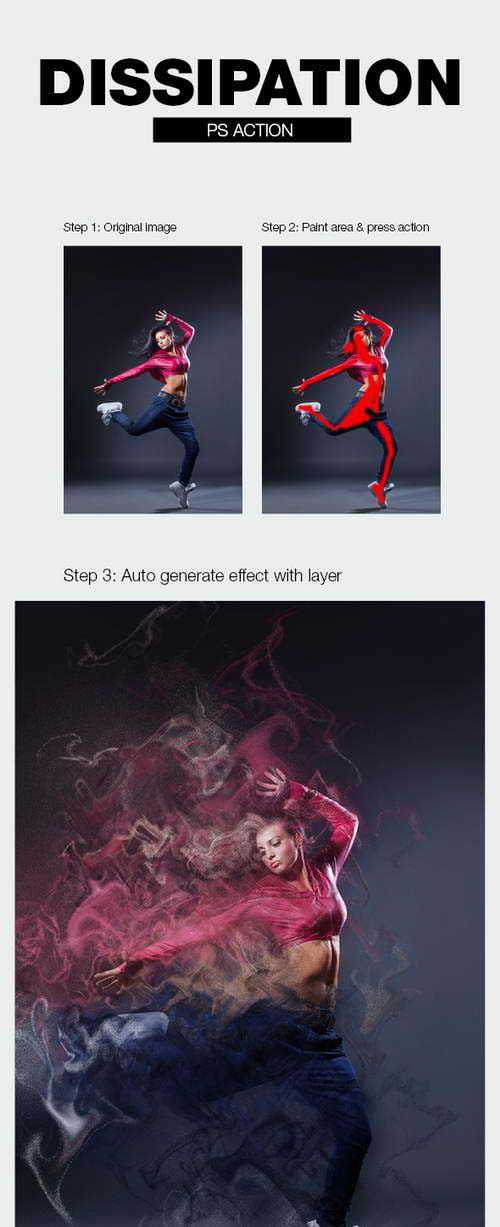 DISSIPATION
PS ACTION
Step 1: Original image
Step 2: Paint area & press action
Step 3: Auto generate effect with layer